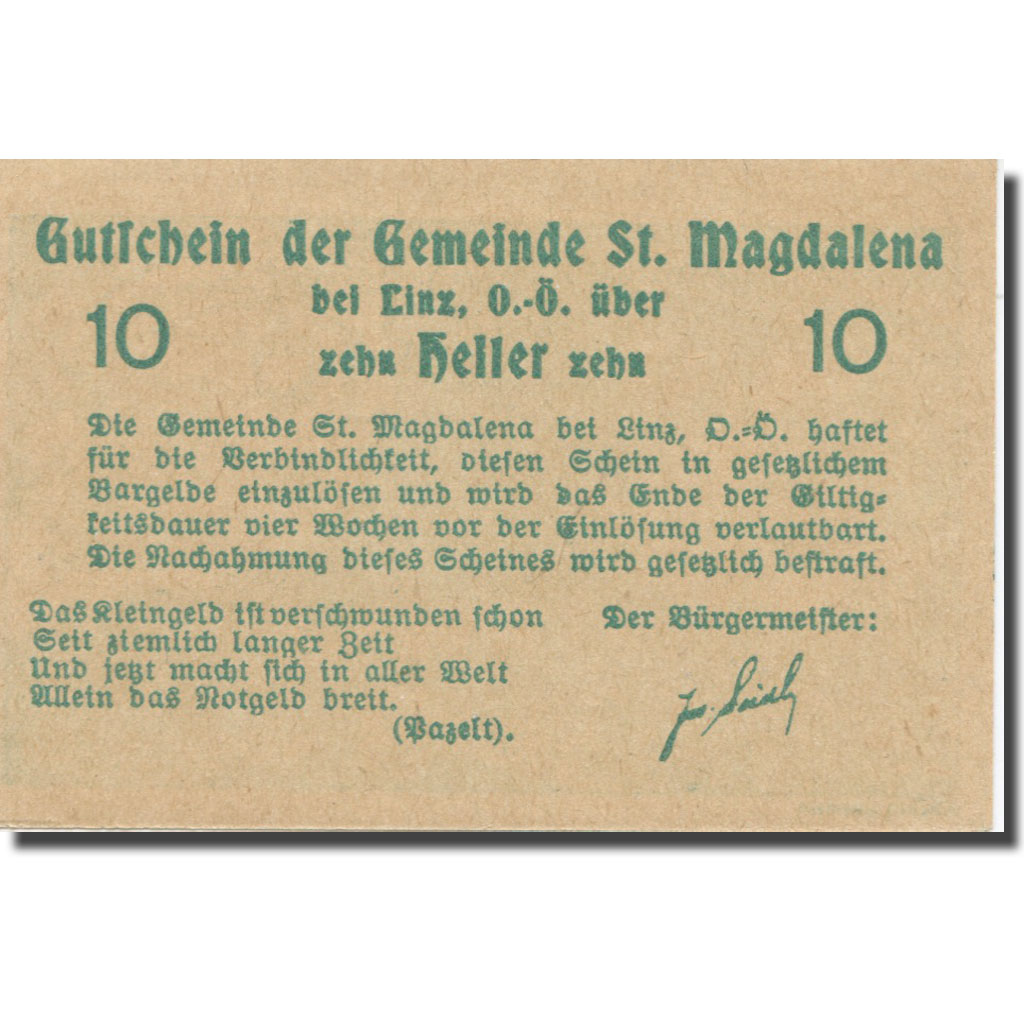 Gutschein der Gemeinde St. Magdalena
bei Linz, O.-Ö. über
10 zehn Heller zehn 10
Die Gemeinde St. Magdalena bei Linz, O.-Ö. haftet
für die Verbindlichkeit, diesen Schein in gesetzlichem
Bargelde einzulösen und wird das Ende der Giltig-
keitsdauer vier Wochen vor der Einlösung verlautbart.
Die Nachahmung dieses Scheines wird gesetzlich bestraft.
Das Kleingeld ist verschwunden schon
Seit ziemlich langer Zeit
Und jetzt macht sich in aller Welt
Allein das Notgeld breit.
(Pazelt).
Der Bürgermeister: